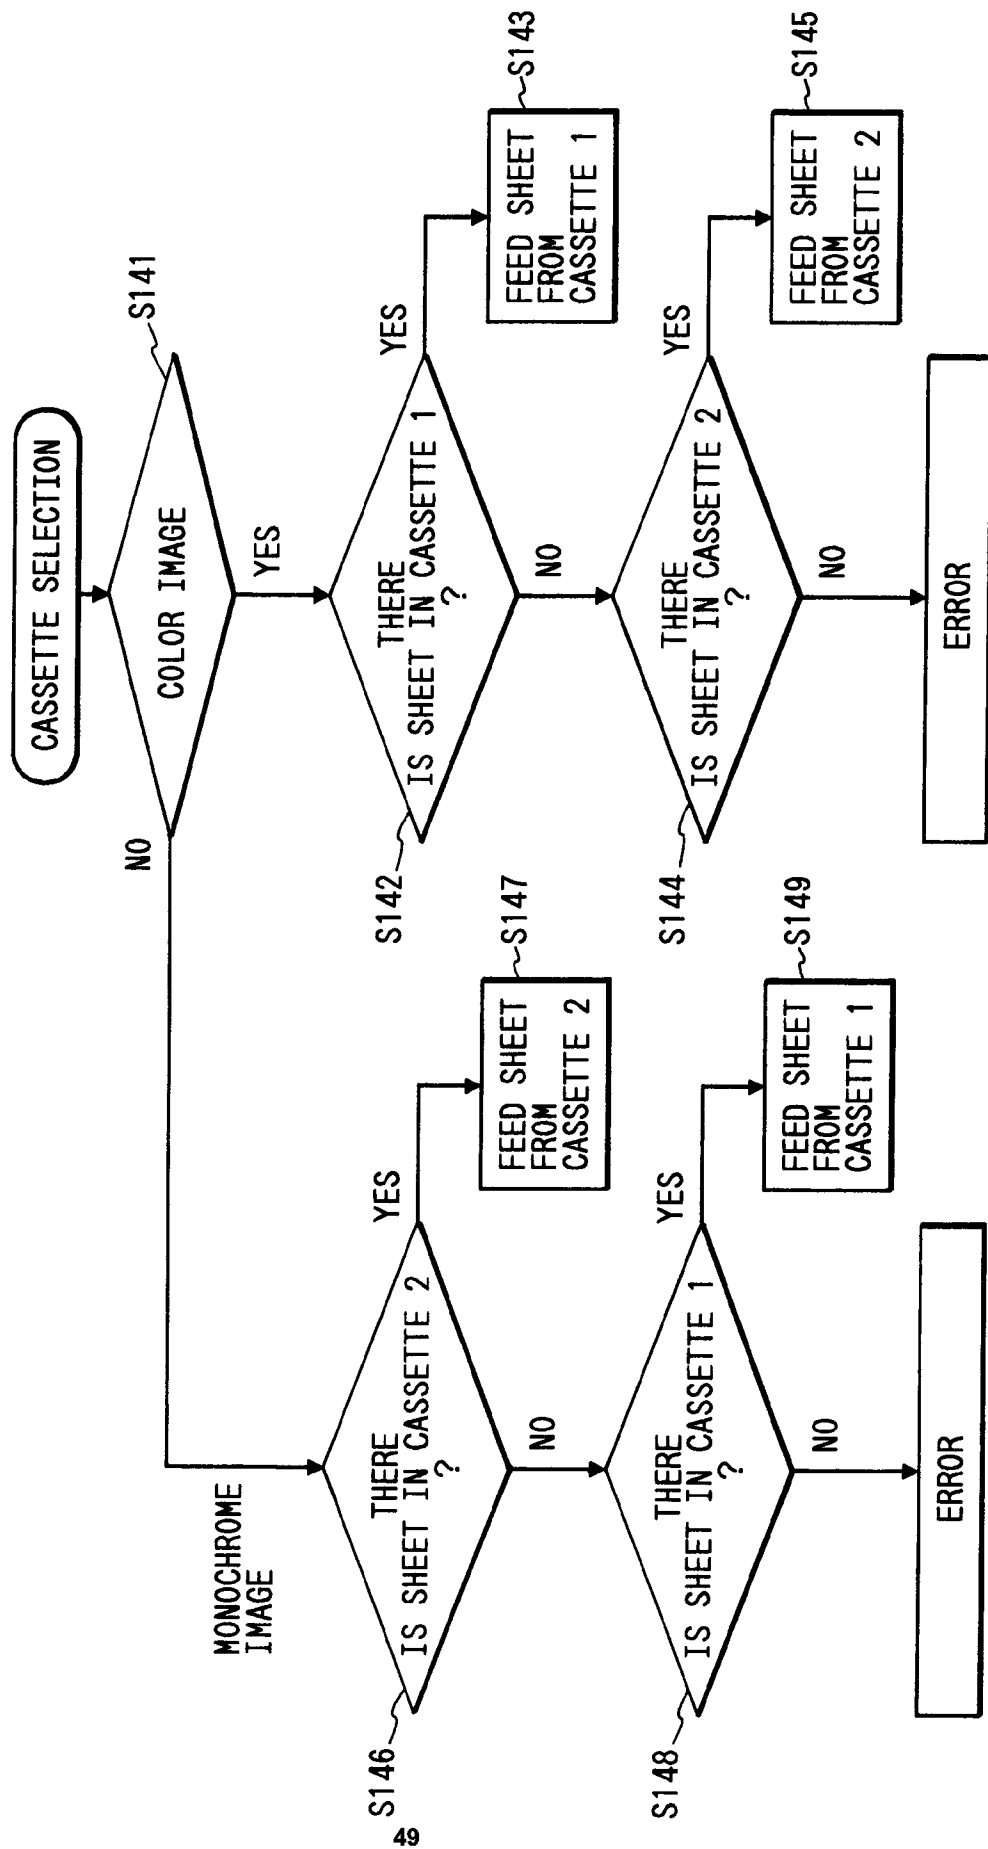 CASSETTE SELECTION
S141
COLOR IMAGE
NO
YES
MONOCHROME
IMAGE
S142
THERE
IS SHEET IN CASSETTE 1
?
YES
S143
FEED SHEET
FROM
CASSETTE 1
NO
S144
THERE
IS SHEET IN CASSETTE 2
?
YES
S145
FEED SHEET
FROM
CASSETTE 2
NO
ERROR
S146
THERE
IS SHEET IN CASSETTE 2
?
YES
S147
FEED SHEET
FROM
CASSETTE 2
NO
S148
THERE
IS SHEET IN CASSETTE 1
?
YES
S149
FEED SHEET
FROM
CASSETTE 1
NO
ERROR
49